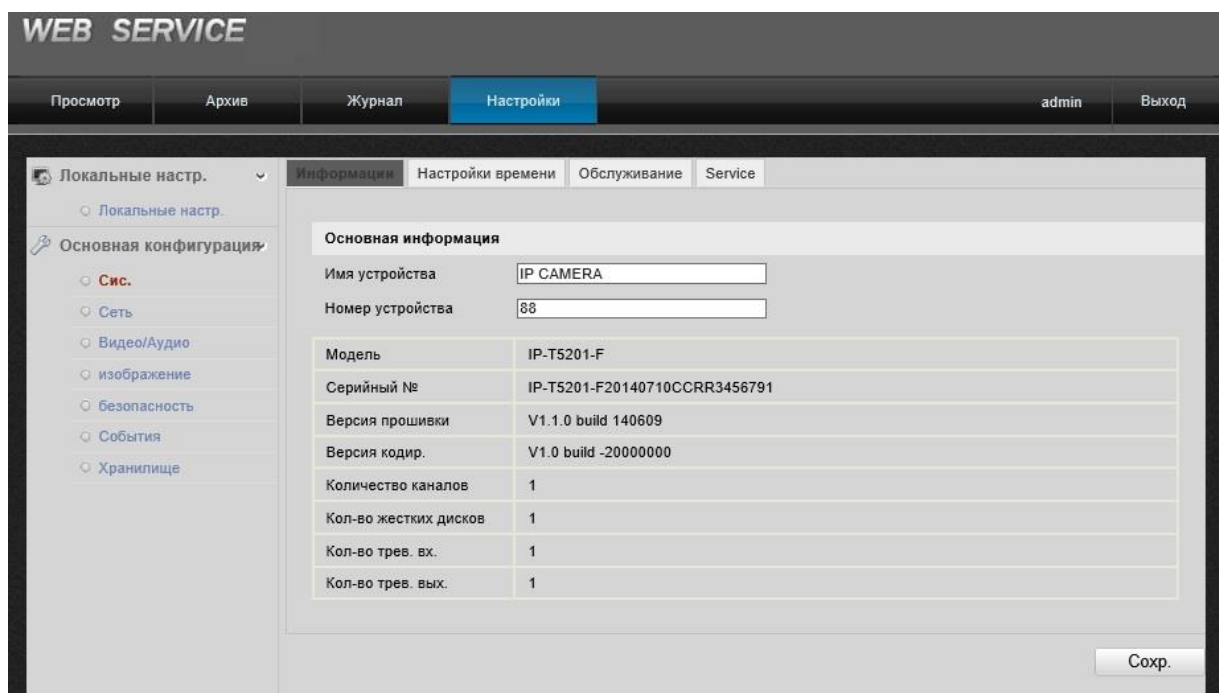 WEB SERVICE
Просмотр Архив Журнал Настройки admin Выход
Локальные настр.
Локальные настр.
Основная конфигурация
Сис.
Сеть
Видео/Аудио
изображение
безопасность
События
Хранилище
Информации Настройки времени Обслуживание Service
Основная информация
Имя устройства IP CAMERA
Номер устройства 88
Модель IP-T5201-F
Серийный № IP-T5201-F20140710CCRR3456791
Версия прошивки V1.1.0 build 140609
Версия кодир. V1.0 build -20000000
Количество каналов 1
Кол-во жестких дисков 1
Кол-во трев. вх. 1
Кол-во трев. вых. 1
Сохр.